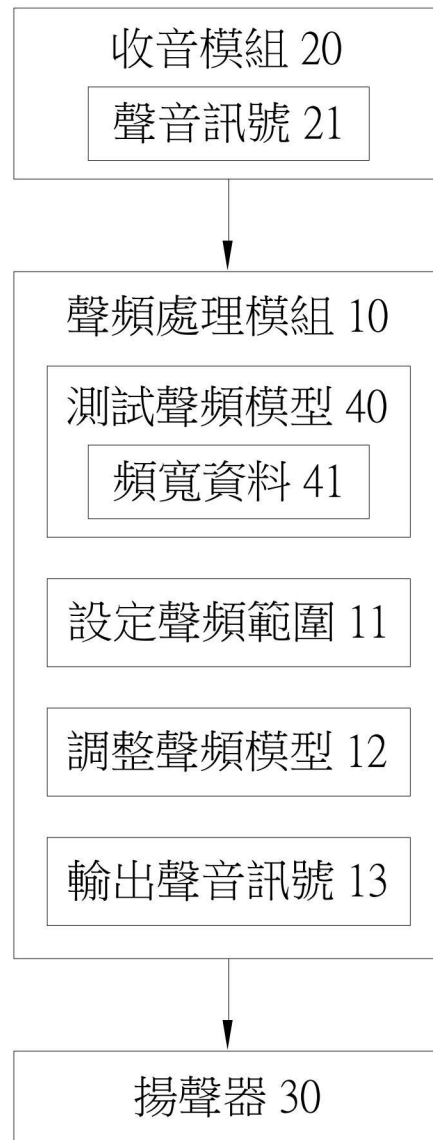 收音模組 20
聲音訊號 21
聲頻處理模組 10
測試聲頻模型 40
頻寬資料 41
設定聲頻範圍 11
調整聲頻模型 12
輸出聲音訊號 13
揚聲器 30